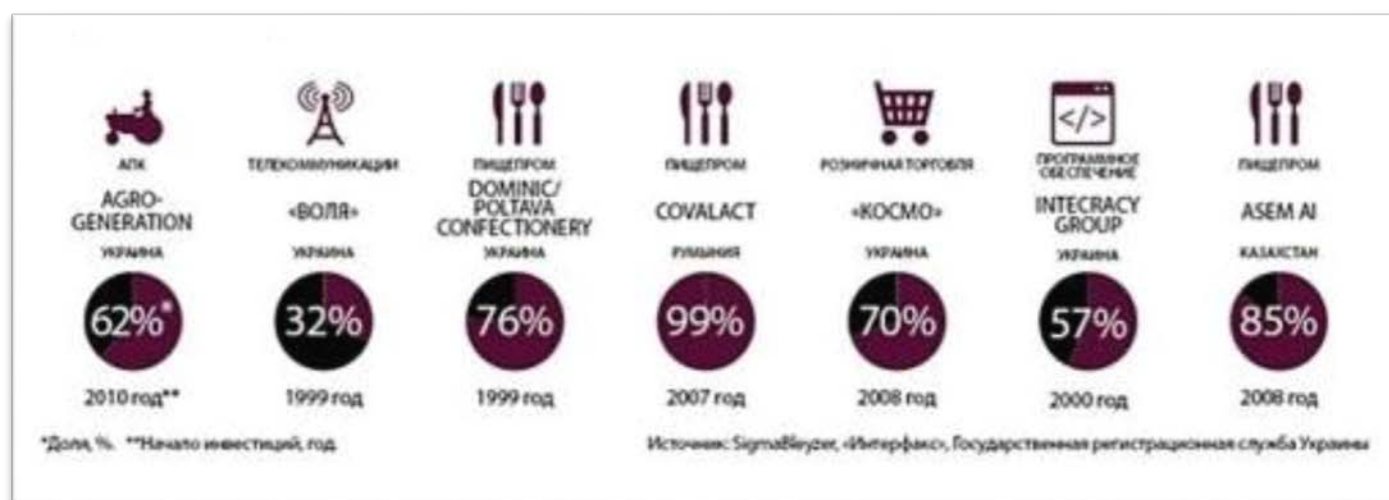 АПК
ТЕЛЕКОММУНИКАЦИИ
ПИЩЕПРОМ
ПИЩЕПРОМ
РОЗНИЧНАЯ ТОРГОВЛЯ
ПРОГРАММНОЕ
ОБЕСПЕЧЕНИЕ
ПИЩЕПРОМ
AGRO-
GENERATION
«ВОЛЯ»
DOMINIC/
POLTAVA
CONFECTIONERY
COVALACT
«КОСМО»
INTECRACY
GROUP
ASEM AI
УКРАИНА
УКРАИНА
УКРАИНА
РУМЫНИЯ
УКРАИНА
УКРАИНА
КАЗАХСТАН
62%*
32%
76%
99%
70%
</>
57%
85%
2010 год**
1999 год
1999 год
2007 год
2008 год
2000 год
2008 год
*Доля, %. **Начало инвестиций, год.
Источник: SigmaBleyzer, «Интерфакс», Государственная регистрационная служба Украины